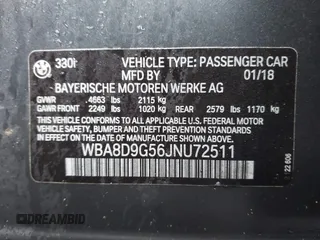 330i VEHICLE TYPE: PASSENGER CAR
MFD BY 01/18
BAYERISCHE MOTOREN WERKE AG
GVWR 4663 lbs 2115 kg
GAWR FRONT 2249 lbs 1020 kg REAR 2579 lbs 1170 kg
THIS VEHICLE CONFORMS TO ALL APPLICABLE
U.S. FEDERAL MOTOR VEHICLE SAFETY, BUMPER,
AND THEFT PREVENTION STANDARDS IN EFFECT
ON THE DATE OF MANUFACTURE SHOWN ABOVE.
WBA8D9G56JNU72511
22 606
DREAMBID